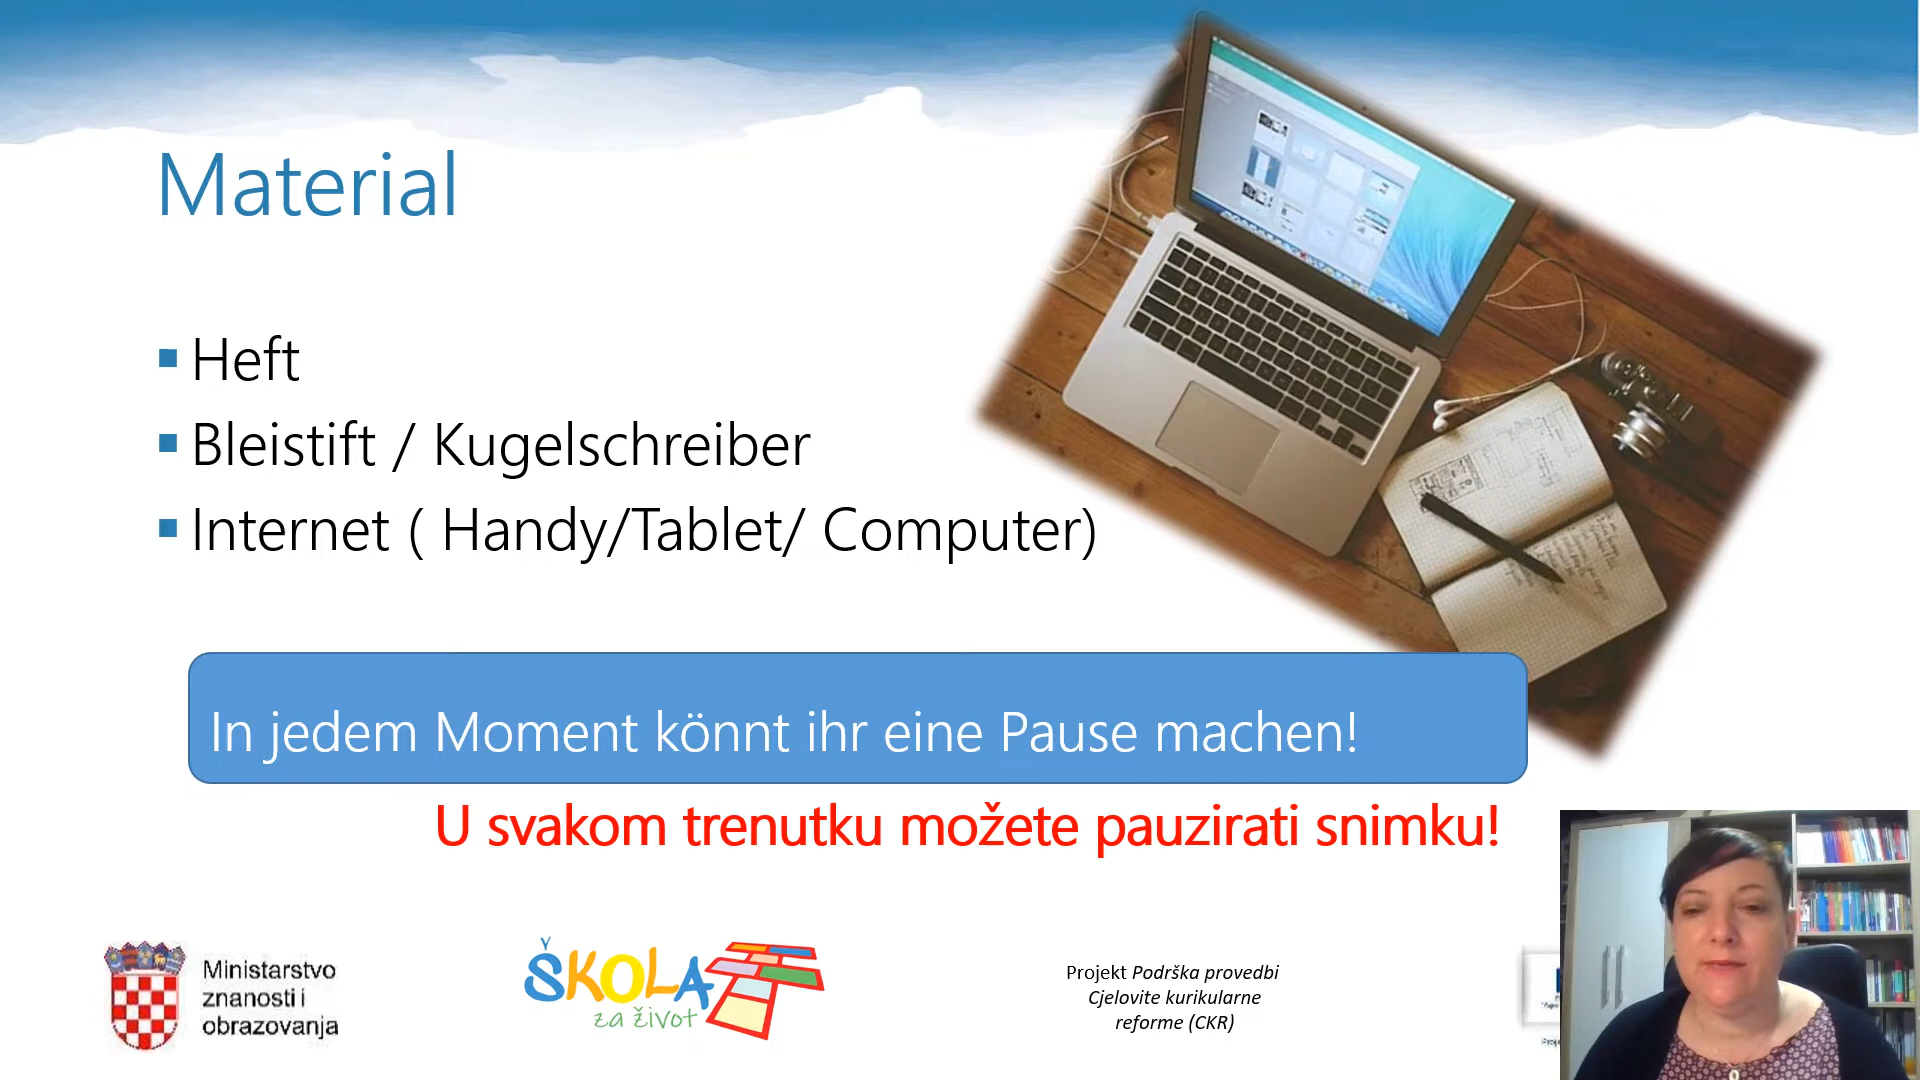 Material
Heft
Bleistift / Kugelschreiber
Internet ( Handy/Tablet/ Computer)
In jedem Moment könnt ihr eine Pause machen!
U svakom trenutku možete pauzirati snimku!
Ministarstvo
znanosti i
obrazovanja
ŠKOLA
za život
Projekt Podrška provedbi
Cjelovite kurikularne
reforme (CKR)